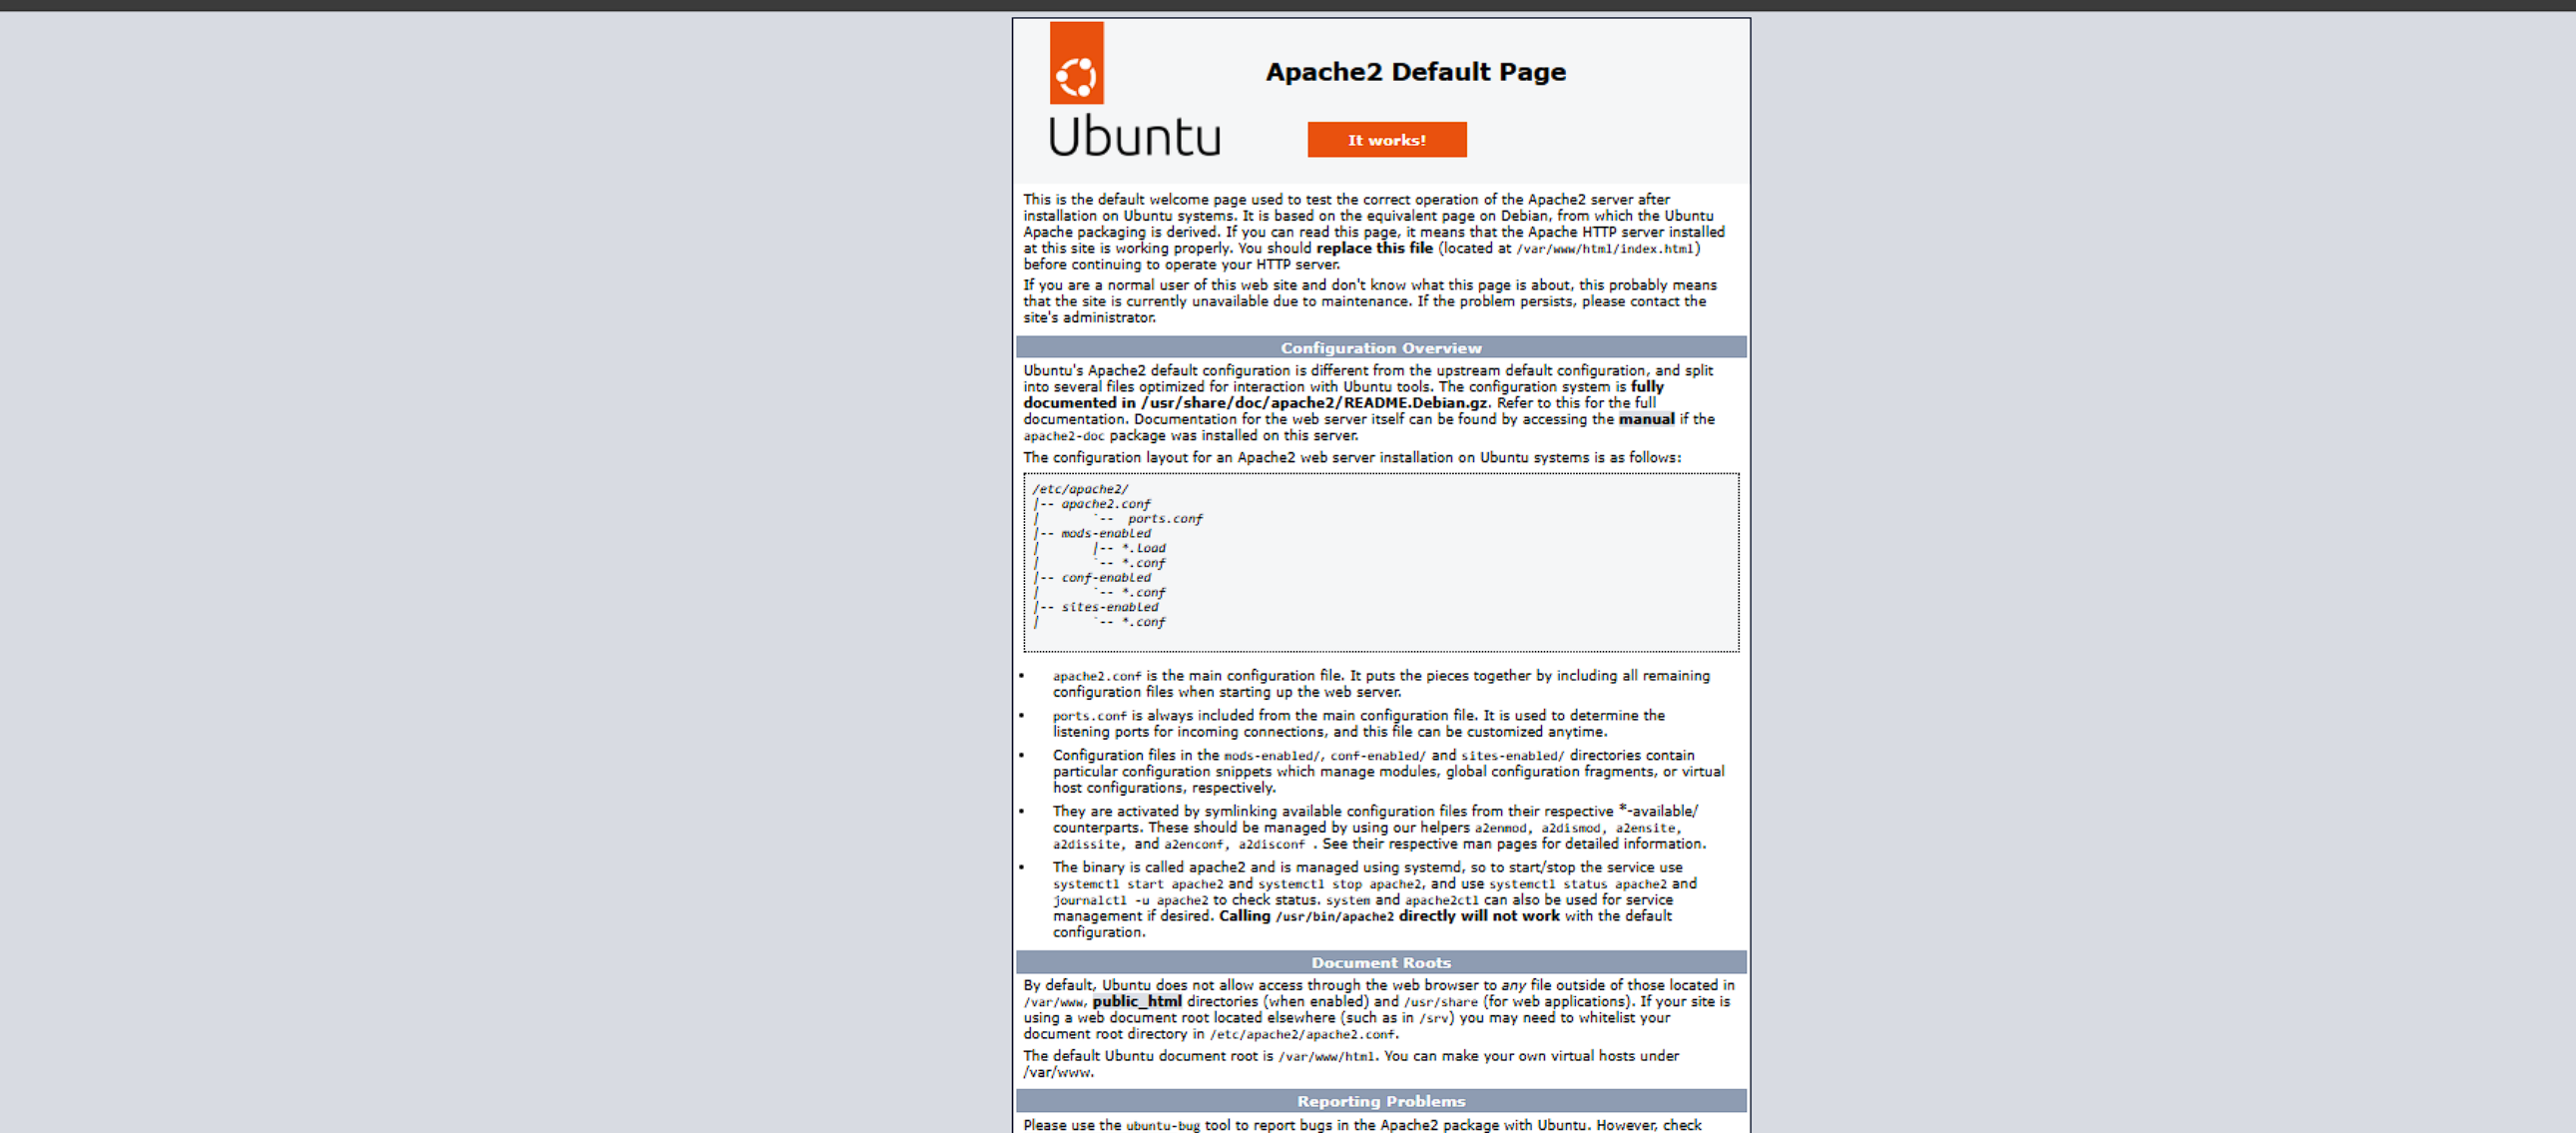 Apache2 Default Page
Ubuntu
It works!
This is the default welcome page used to test the correct operation of the Apache2 server after
installation on Ubuntu systems. It is based on the equivalent page on Debian, from which the Ubuntu
Apache packaging is derived. If you can read this page, it means that the Apache HTTP server installed
at this site is working properly. You should replace this file (located at /var/www/html/index.html)
before continuing to operate your HTTP server.
If you are a normal user of this web site and don't know what this page is about, this probably means
that the site is currently unavailable due to maintenance. If the problem persists, please contact the
site's administrator.
Configuration Overview
Ubuntu's Apache2 default configuration is different from the upstream default configuration, and split
into several files optimized for interaction with Ubuntu tools. The configuration system is fully
documented in /usr/share/doc/apache2/README.Debian.gz. Refer to this for the full
documentation. Documentation for the web server itself can be found by accessing the manual if the
apache2-doc package was installed on this server.
The configuration layout for an Apache2 web server installation on Ubuntu systems is as follows:
/etc/apache2/
|-- apache2.conf
|       `--  ports.conf
|-- mods-enabled
|       |-- *.load
|       `-- *.conf
|-- conf-enabled
|       `-- *.conf
|-- sites-enabled
|       `-- *.conf
• apache2.conf is the main configuration file. It puts the pieces together by including all remaining
configuration files when starting up the web server.
• ports.conf is always included from the main configuration file. It is used to determine the
listening ports for incoming connections, and this file can be customized anytime.
• Configuration files in the mods-enabled/, conf-enabled/ and sites-enabled/ directories contain
particular configuration snippets which manage modules, global configuration fragments, or virtual
host configurations, respectively.
• They are activated by symlinking available configuration files from their respective *-available/
counterparts. These should be managed by using our helpers a2enmod, a2dismod, a2ensite,
a2dissite, and a2enconf, a2disconf . See their respective man pages for detailed information.
• The binary is called apache2 and is managed using systemd, so to start/stop the service use
systemctl start apache2 and systemctl stop apache2, and use systemctl status apache2 and
journalctl -u apache2 to check status. system and apache2ctl can also be used for service
management if desired. Calling /usr/bin/apache2 directly will not work with the default
configuration.
Document Roots
By default, Ubuntu does not allow access through the web browser to any file outside of those located in
/var/www, public_html directories (when enabled) and /usr/share (for web applications). If your site is
using a web document root located elsewhere (such as in /srv) you may need to whitelist your
document root directory in /etc/apache2/apache2.conf.
The default Ubuntu document root is /var/www/html. You can make your own virtual hosts under
/var/www.
Reporting Problems
Please use the ubuntu-bug tool to report bugs in the Apache2 package with Ubuntu. However, check